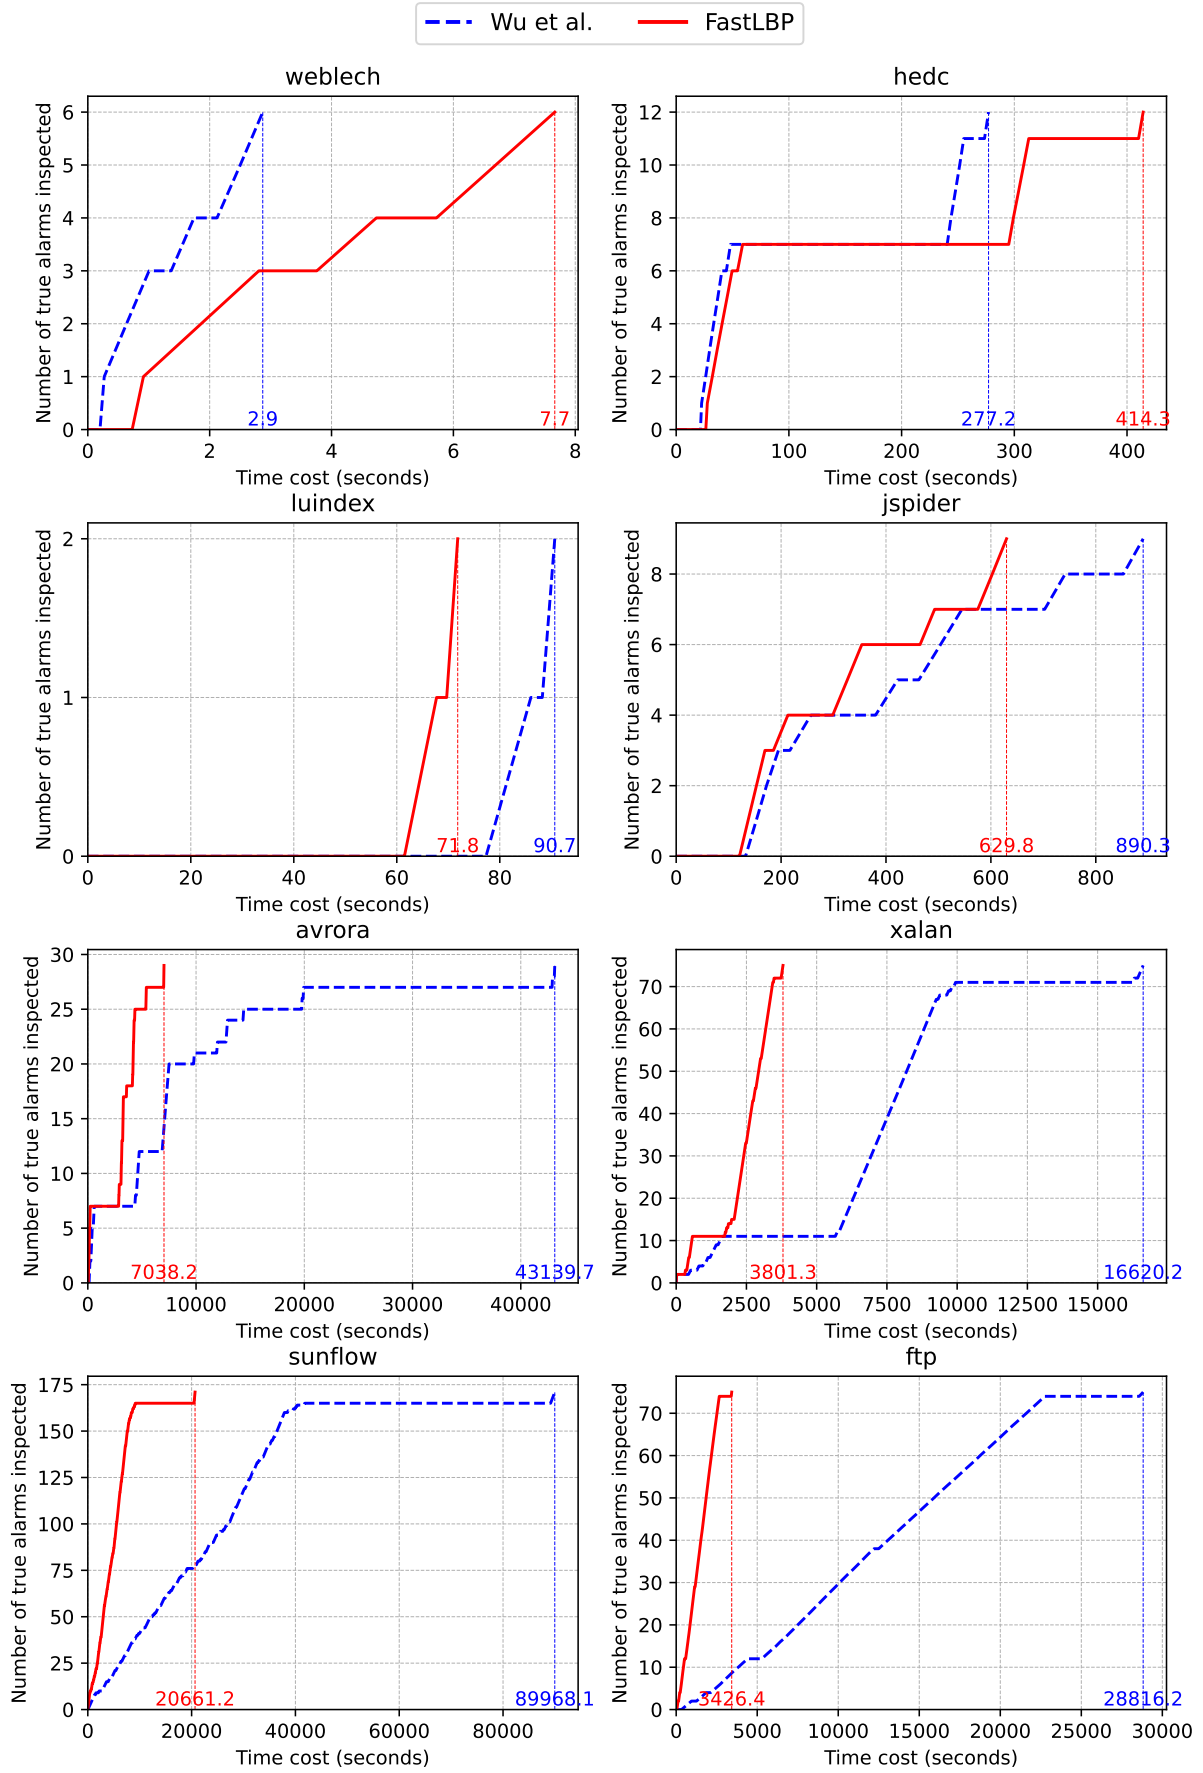 Wu et al. FastLBP
weblech
Number of true alarms inspected
6
5
4
3
2
1
0
2.9 7.7
0 2 4 6 8
Time cost (seconds)
hedc
Number of true alarms inspected
12
10
8
6
4
2
0
277.2 414.3
0 100 200 300 400
Time cost (seconds)
luindex
Number of true alarms inspected
2
1
0
71.8 90.7
0 20 40 60 80
Time cost (seconds)
jspider
Number of true alarms inspected
8
6
4
2
0
629.8 890.3
0 200 400 600 800
Time cost (seconds)
avrora
Number of true alarms inspected
30
25
20
15
10
5
0
7038.2 43139.7
0 10000 20000 30000 40000
Time cost (seconds)
xalan
Number of true alarms inspected
70
60
50
40
30
20
10
0
3801.3 16620.2
0 2500 5000 7500 10000 12500 15000
Time cost (seconds)
sunflow
Number of true alarms inspected
175
150
125
100
75
50
25
0
20661.2 89968.1
0 20000 40000 60000 80000
Time cost (seconds)
ftp
Number of true alarms inspected
70
60
50
40
30
20
10
0
3426.4 28816.2
0 5000 10000 15000 20000 25000 30000
Time cost (seconds)